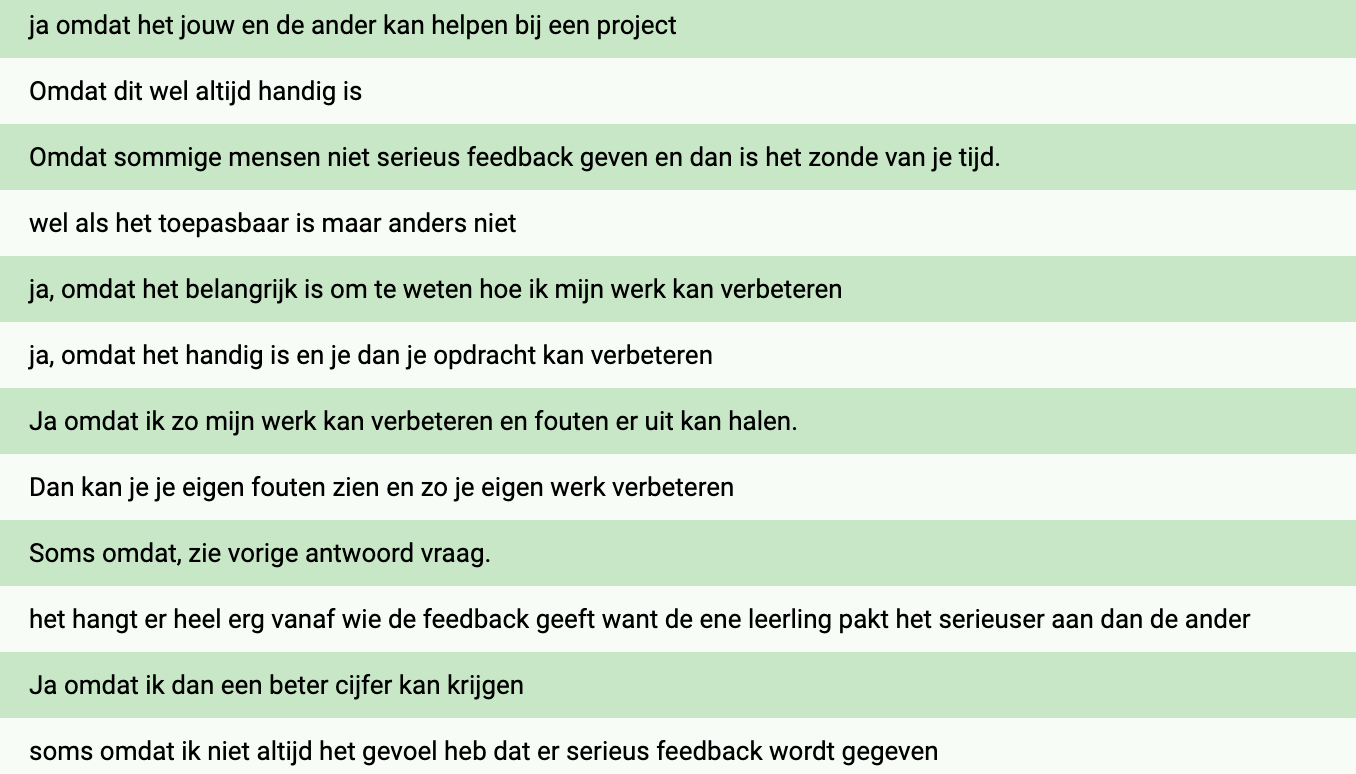 ja omdat het jouw en de ander kan helpen bij een project
Omdat dit wel altijd handig is
Omdat sommige mensen niet serieus feedback geven en dan is het zonde van je tijd.
wel als het toepasbaar is maar anders niet
ja, omdat het belangrijk is om te weten hoe ik mijn werk kan verbeteren
ja, omdat het handig is en je dan je opdracht kan verbeteren
Ja omdat ik zo mijn werk kan verbeteren en fouten er uit kan halen.
Dan kan je je eigen fouten zien en zo je eigen werk verbeteren
Soms omdat, zie vorige antwoord vraag.
het hangt er heel erg vanaf wie de feedback geeft want de ene leerling pakt het serieuser aan dan de ander
Ja omdat ik dan een beter cijfer kan krijgen
soms omdat ik niet altijd het gevoel heb dat er serieus feedback wordt gegeven